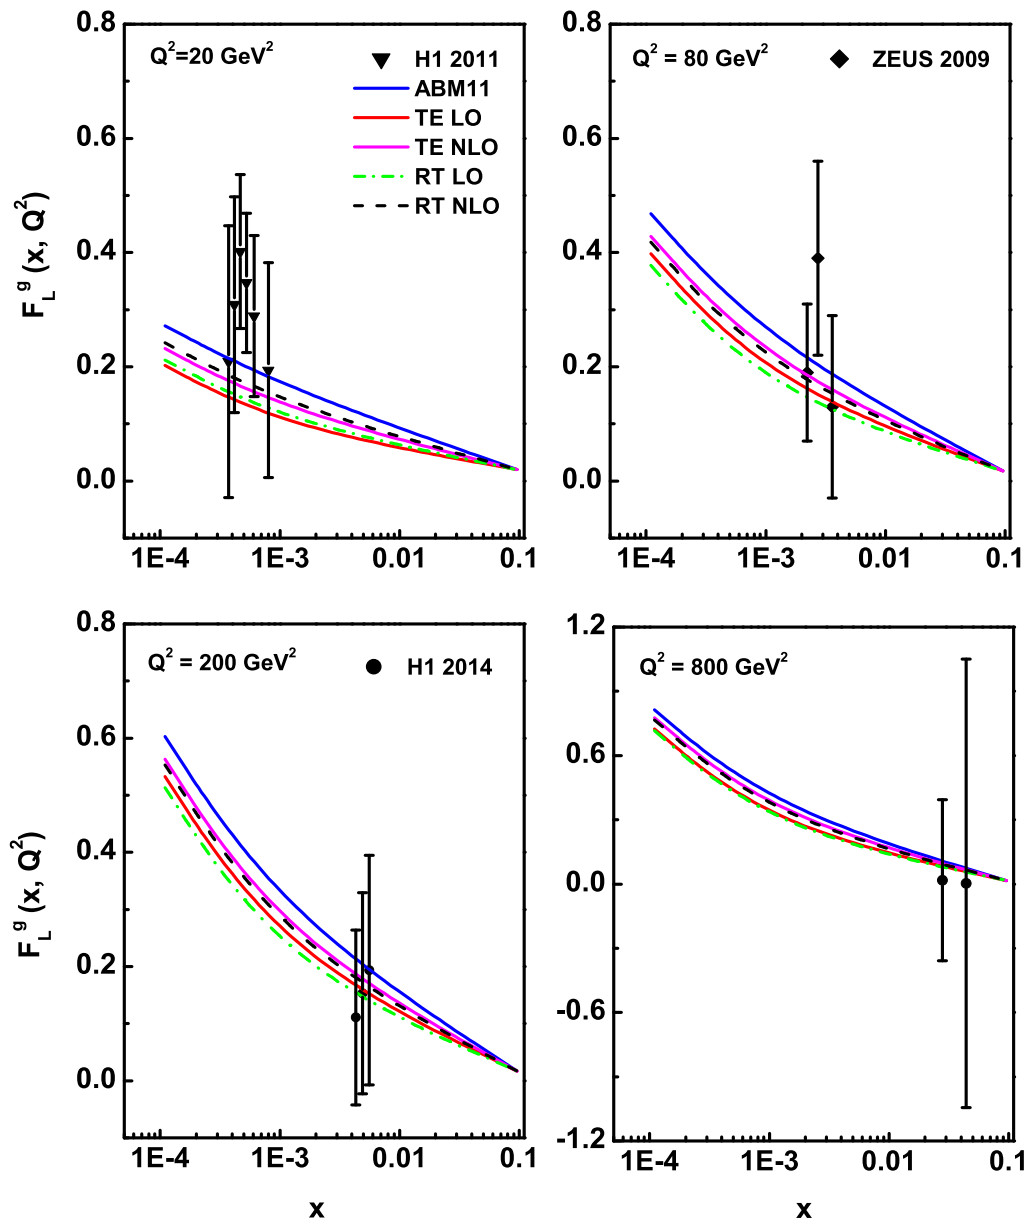 0.8
0.6
0.4
0.2
0.0
F_L^g (x, Q²)
Q²=20 GeV²
H1 2011
ABM11
TE LO
TE NLO
RT LO
RT NLO
1E-4 1E-3 0.01 0.1
0.8
0.6
0.4
0.2
0.0
Q² = 80 GeV²
ZEUS 2009
1E-4 1E-3 0.01 0.1
0.8
0.6
0.4
0.2
0.0
F_L^g (x, Q²)
Q² = 200 GeV²
H1 2014
1E-4 1E-3 0.01 0.1
x
1.2
0.6
0.0
-0.6
-1.2
Q² = 800 GeV²
1E-4 1E-3 0.01 0.1
x